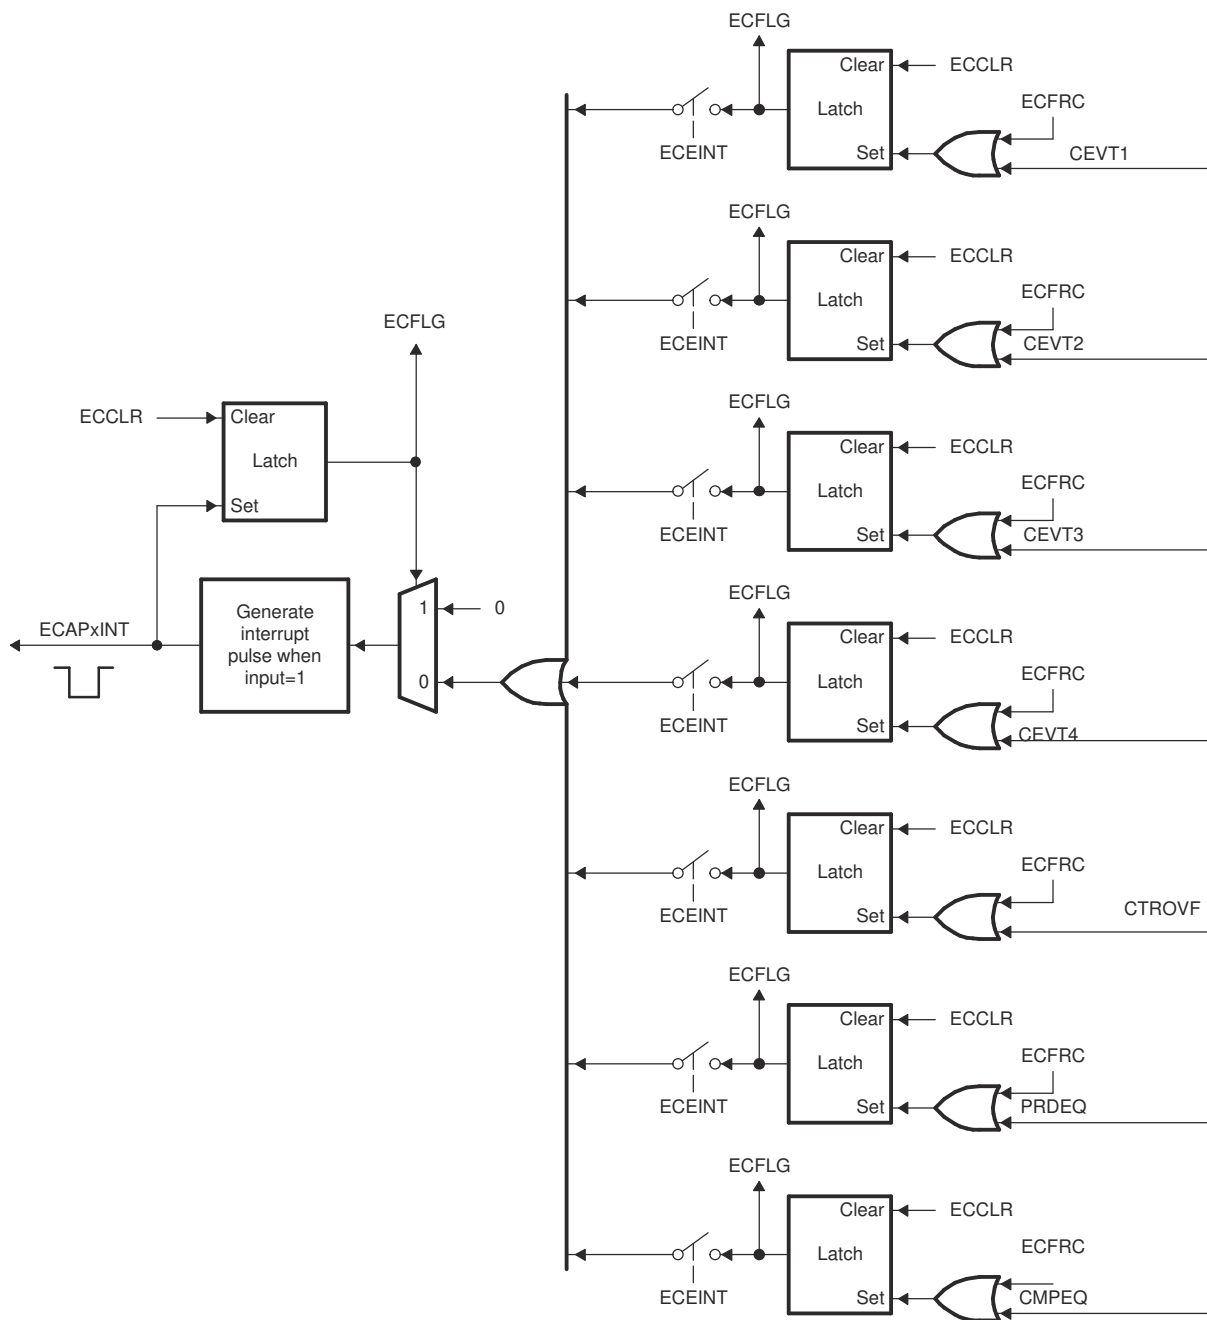 ECFLG
Clear
ECCLR
ECFRC
Latch
ECEINT
Set
CEVT1
ECFLG
Clear
ECCLR
ECFRC
Latch
ECEINT
Set
CEVT2
ECFLG
Clear
ECCLR
ECFRC
Latch
ECEINT
Set
CEVT3
ECFLG
ECCLR
Clear
Latch
Set
ECFLG
Clear
ECCLR
ECFRC
Latch
ECEINT
Set
CEVT4
ECAPxINT
Generate
interrupt
pulse when
input=1
1
0
0
ECFLG
Clear
ECCLR
ECFRC
Latch
ECEINT
Set
CTROVF
ECFLG
Clear
ECCLR
ECFRC
Latch
ECEINT
Set
PRDEQ
ECFLG
Clear
ECCLR
ECFRC
Latch
ECEINT
Set
CMPEQ